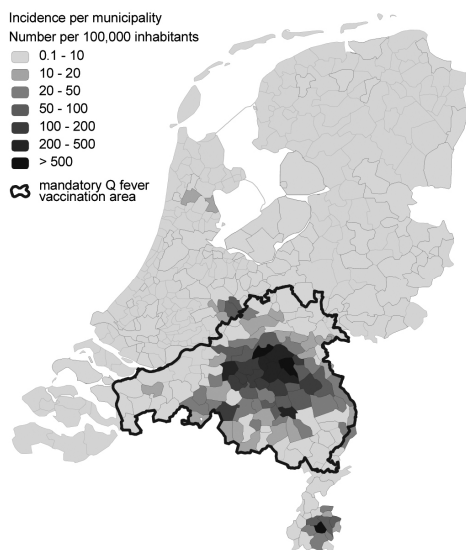 Incidence per municipality
Number per 100,000 inhabitants
0.1 - 10
10 - 20
20 - 50
50 - 100
100 - 200
200 - 500
> 500
mandatory Q fever
vaccination area